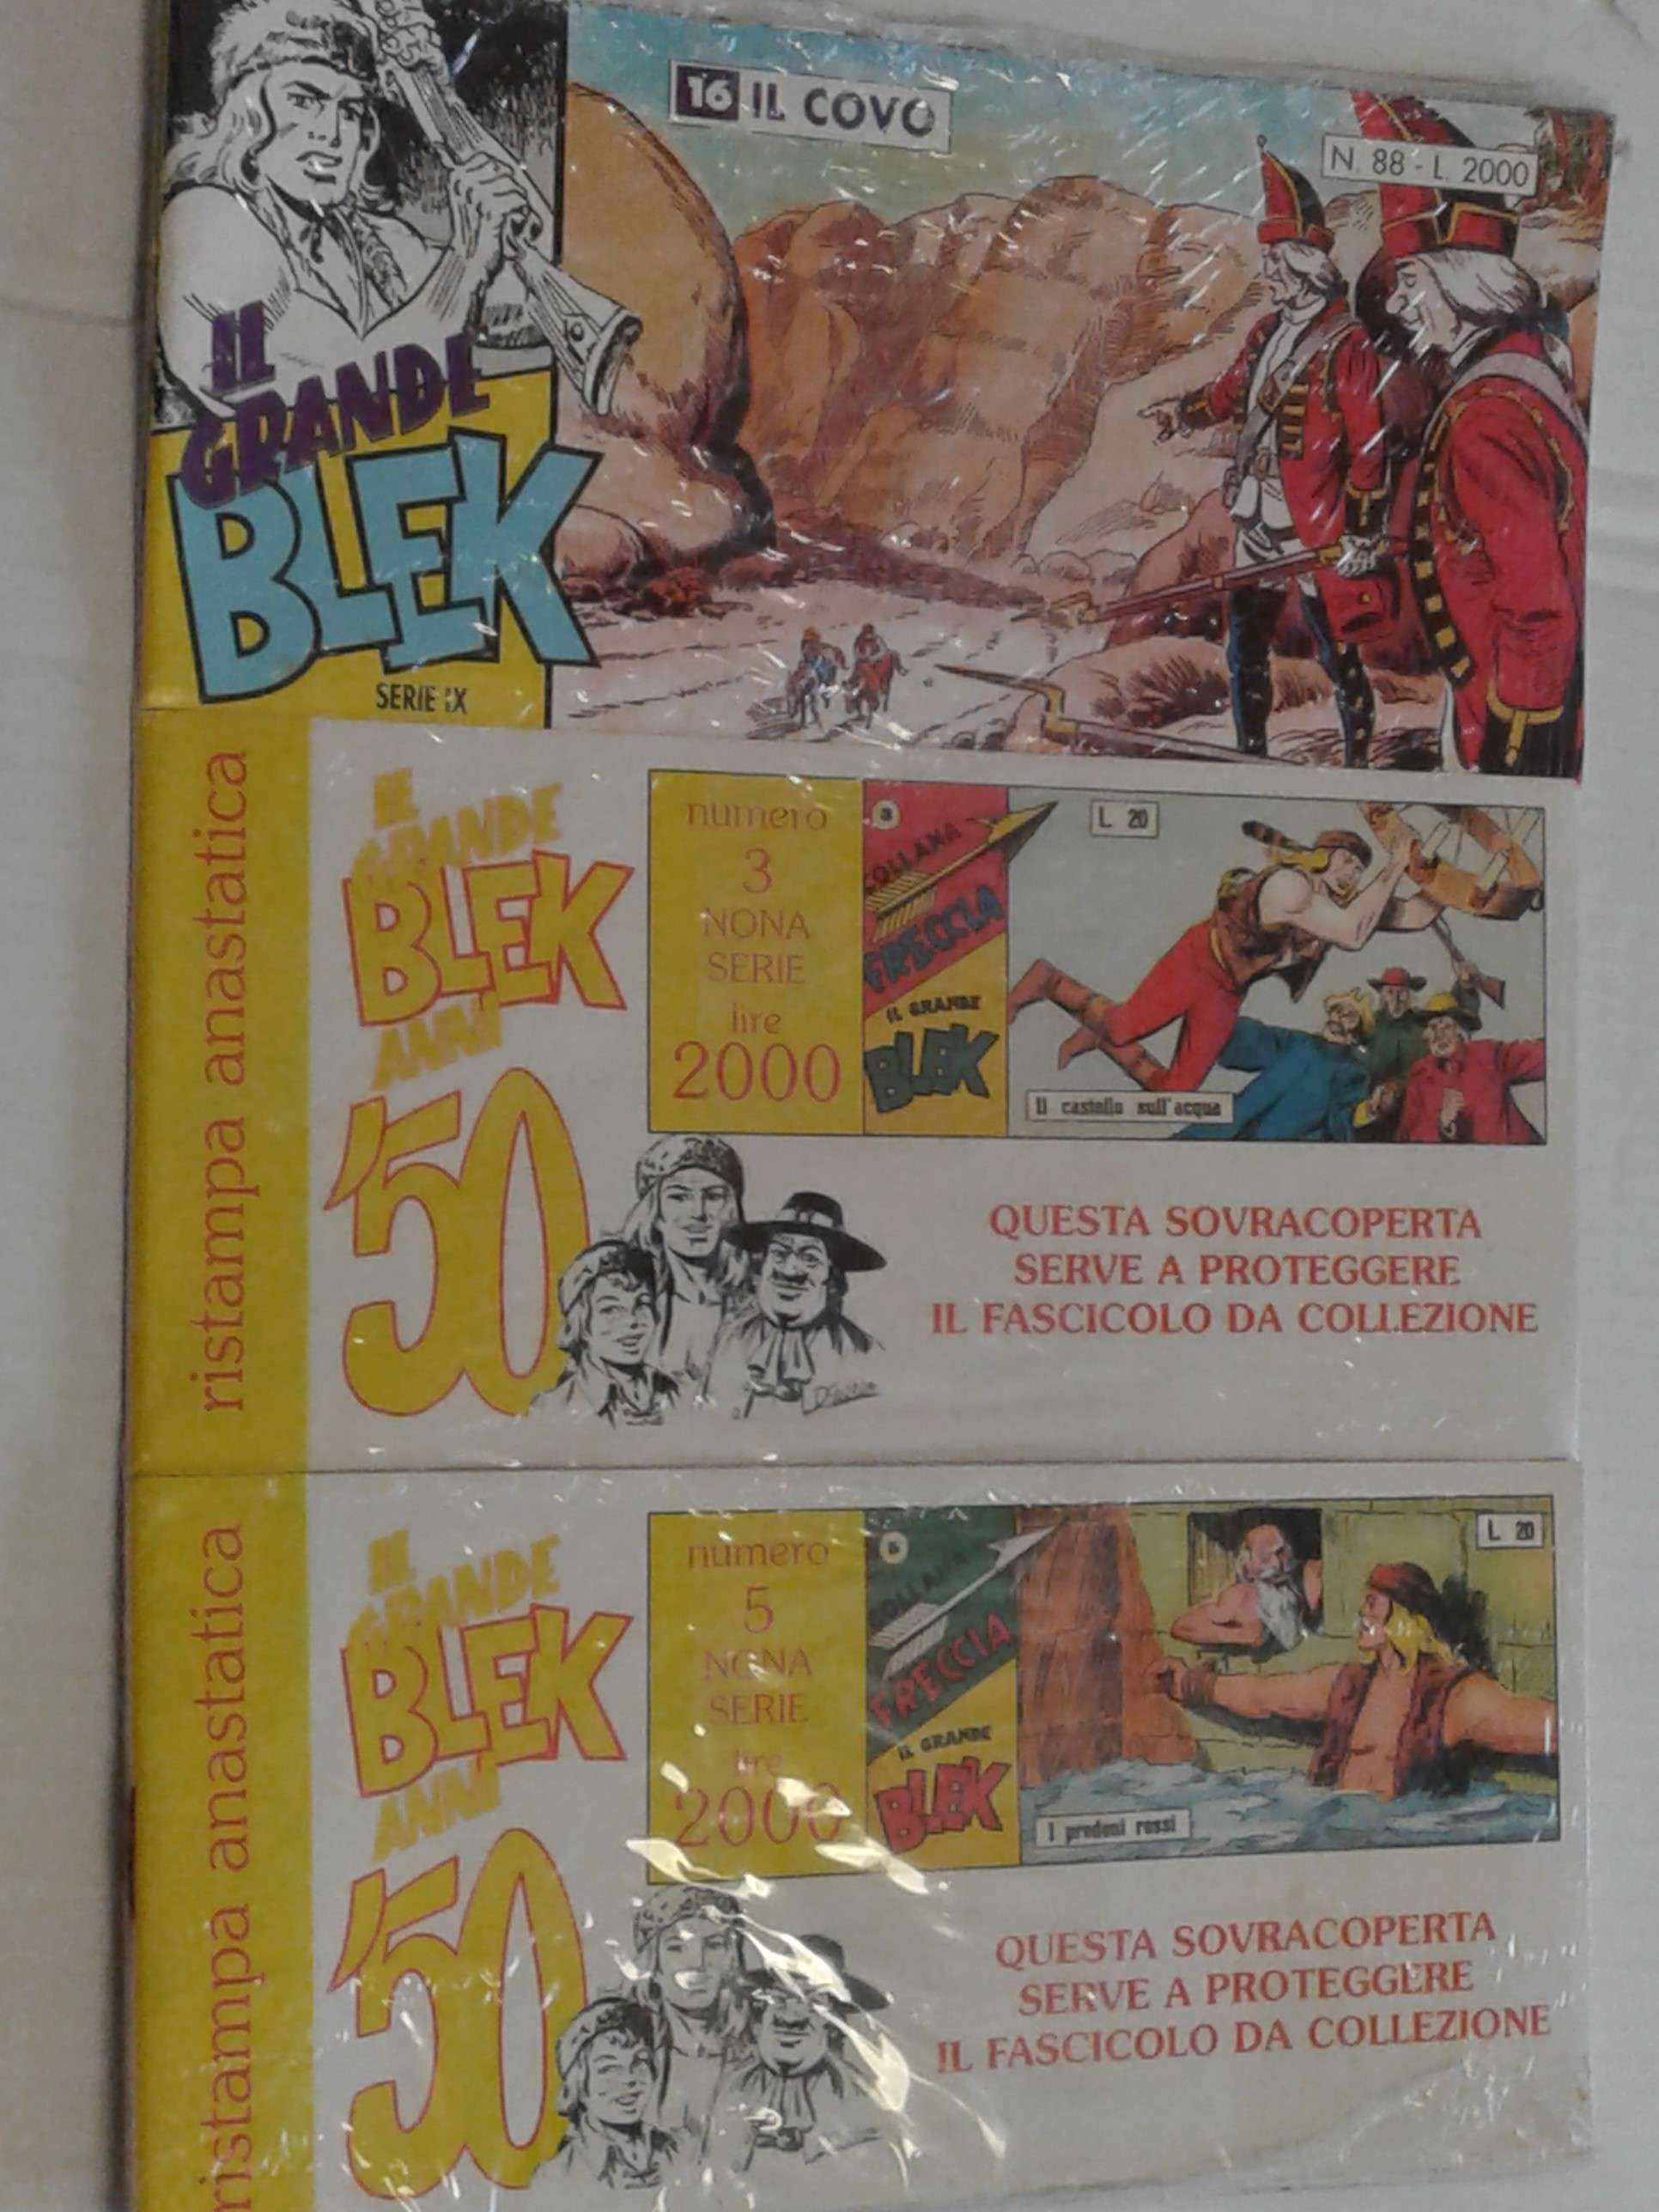 16 IL COVO
N. 88 - L. 2000
IL
GRANDE
BLEK
SERIE IX
ristampa anastatica
IL
GRANDE
BLEK
ANNI
'50
numero
3
NONA
SERIE
lire
2000
COLLANA
FRECCIA
IL GRANDE
BLEK
L. 20
Il castello sull'acqua
QUESTA SOVRACOPERTA
SERVE A PROTEGGERE
IL FASCICOLO DA COLLEZIONE
ristampa anastatica
IL
GRANDE
BLEK
ANNI
'50
numero
5
NONA
SERIE
lire
2000
5
COLLANA
FRECCIA
IL GRANDE
BLEK
L. 20
I predoni rossi
QUESTA SOVRACOPERTA
SERVE A PROTEGGERE
IL FASCICOLO DA COLLEZIONE